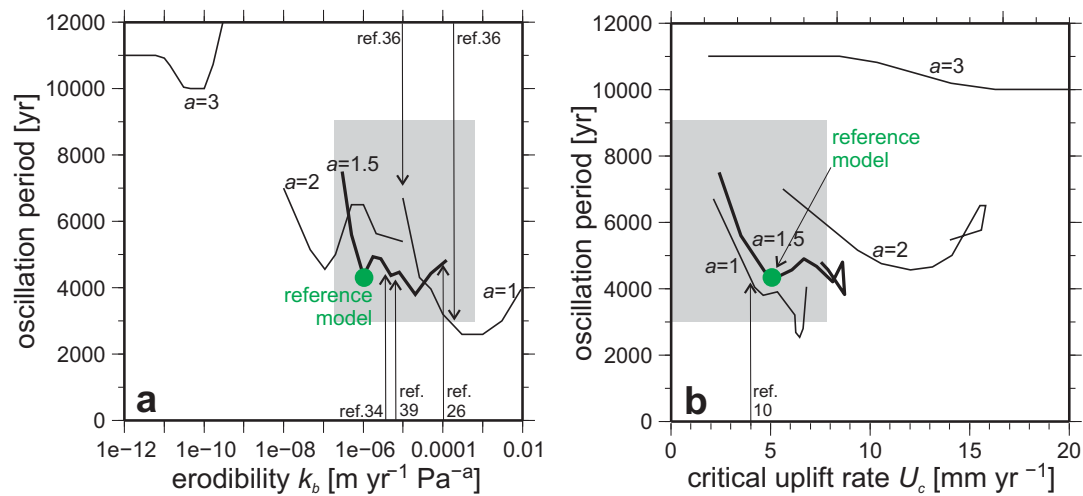 12000
10000
8000
6000
4000
2000
0
oscillation period [yr]
ref.36
ref.36
a=3
a=1.5
a=2
a=1
reference
model
ref.34
ref.
39
ref.
26
a
1e-12
1e-10
1e-08
1e-06
0.0001
0.01
erodibility k_b [m yr⁻¹ Pa⁻ᵃ]
12000
10000
8000
6000
4000
2000
0
oscillation period [yr]
a=3
reference
model
a=1.5
a=1
a=2
ref.
10
b
0
5
10
15
20
critical uplift rate U_c [mm yr ⁻¹]